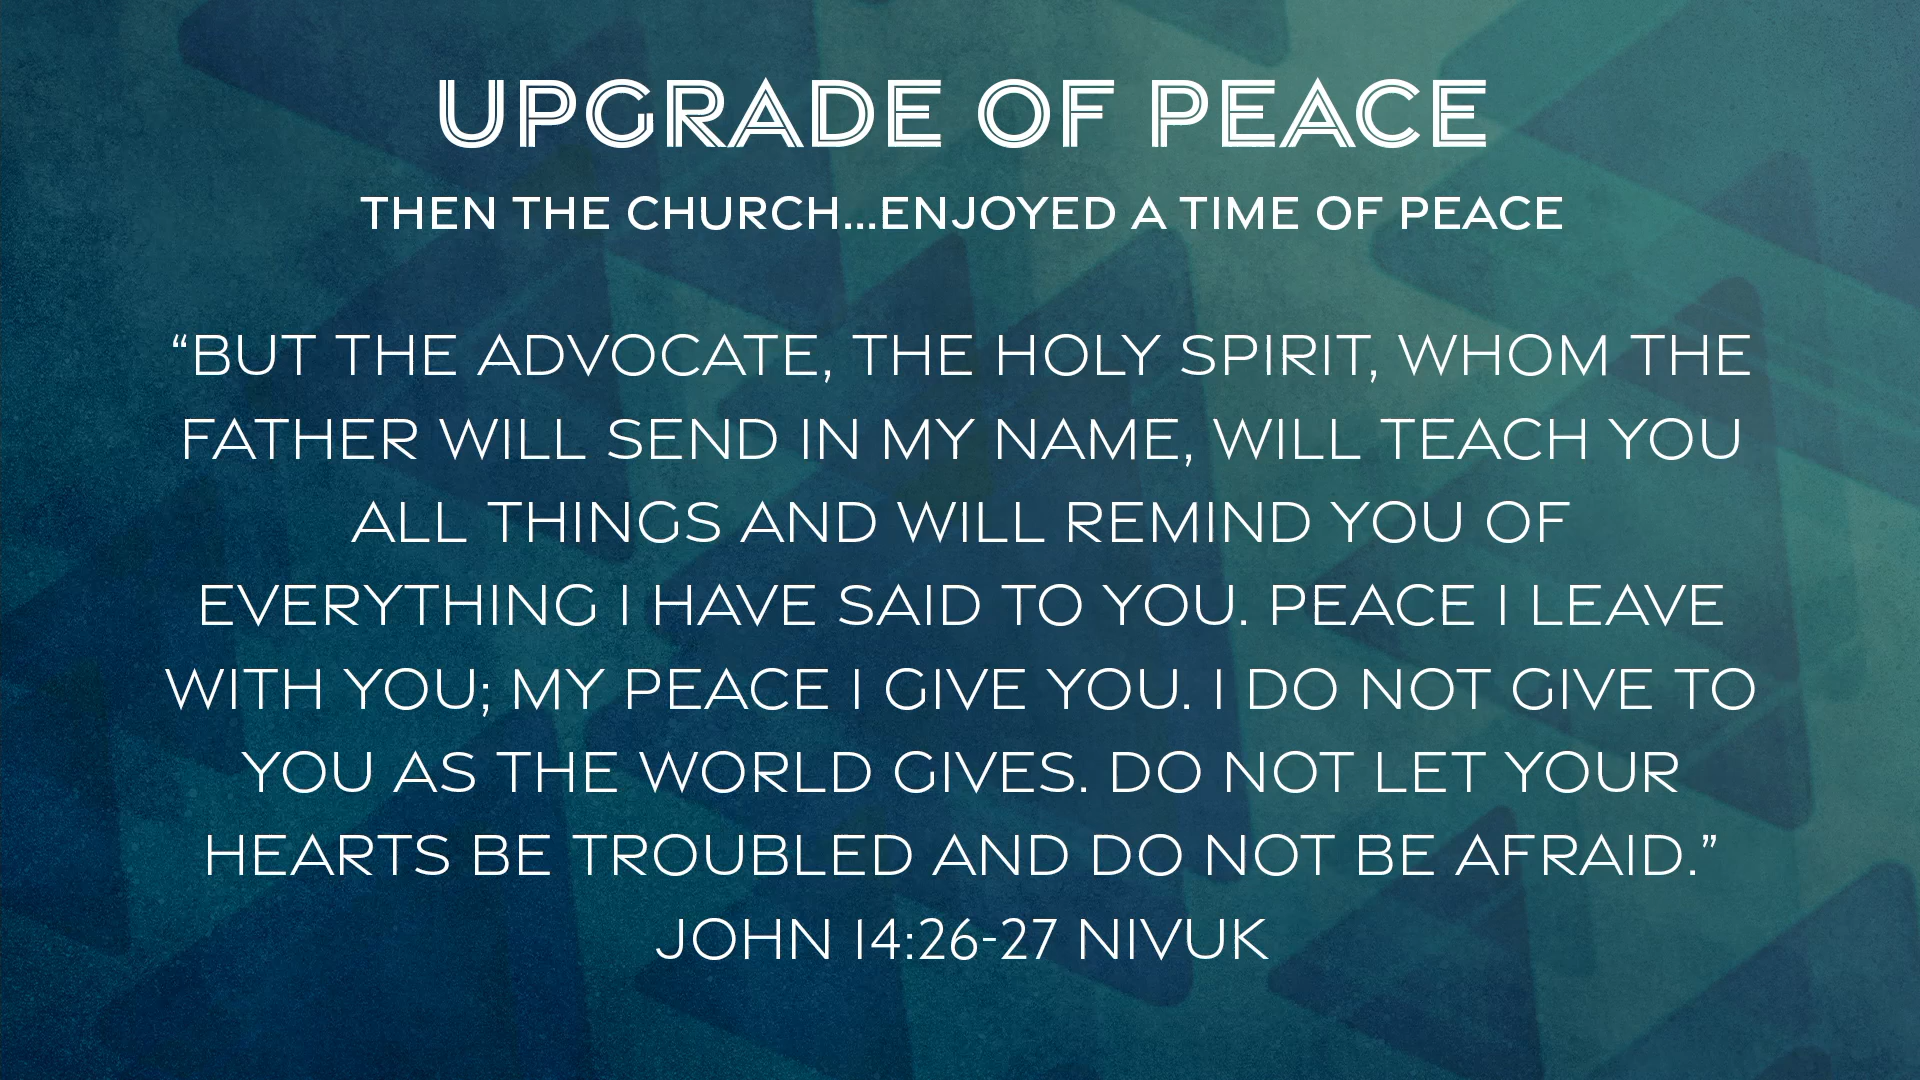 UPGRADE OF PEACE
THEN THE CHURCH...ENJOYED A TIME OF PEACE
“BUT THE ADVOCATE, THE HOLY SPIRIT, WHOM THE
FATHER WILL SEND IN MY NAME, WILL TEACH YOU
ALL THINGS AND WILL REMIND YOU OF
EVERYTHING I HAVE SAID TO YOU. PEACE I LEAVE
WITH YOU; MY PEACE I GIVE YOU. I DO NOT GIVE TO
YOU AS THE WORLD GIVES. DO NOT LET YOUR
HEARTS BE TROUBLED AND DO NOT BE AFRAID.”
JOHN 14:26-27 NIVUK